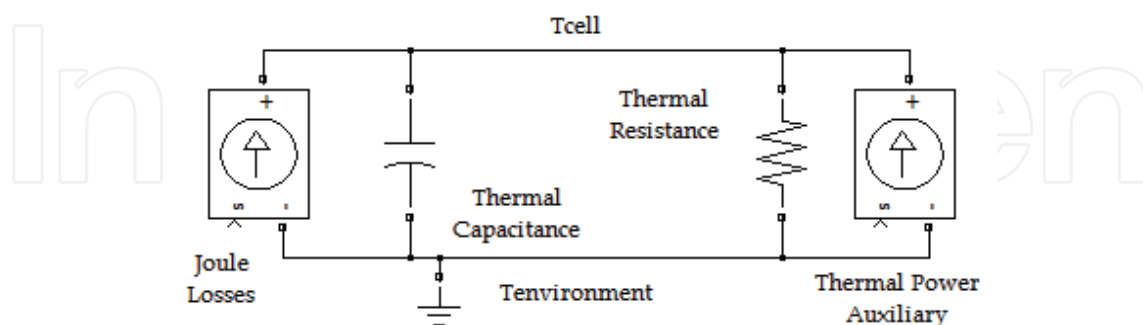 Tcell
Thermal
Resistance
+
+
Thermal
Capacitance
s
-
s
-
Joule
Losses
Tenvironment
Thermal Power
Auxiliary